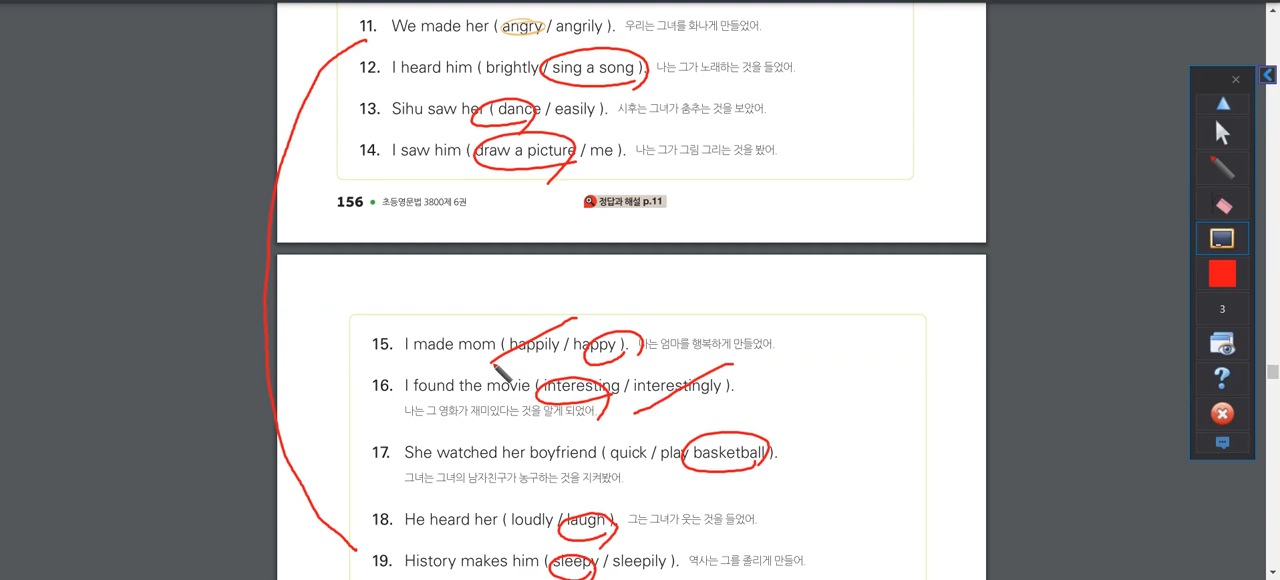 11. We made her ( angry / angrily ). 우리는 그녀를 화나게 만들었어.
12. I heard him ( brightly / sing a song ). 나는 그가 노래하는 것을 들었어.
13. Sihu saw her ( dance / easily ). 시후는 그녀가 춤추는 것을 보았어.
14. I saw him ( draw a picture / me ). 나는 그가 그림 그리는 것을 봤어.
156 • 초등영문법 3800제 6권 정답과 해설 p.11
15. I made mom ( happily / happy ). 나는 엄마를 행복하게 만들었어.
16. I found the movie ( interesting / interestingly ).
나는 그 영화가 재미있다는 것을 알게 되었어.
17. She watched her boyfriend ( quick / play basketball ).
그녀는 그녀의 남자친구가 농구하는 것을 지켜봤어.
18. He heard her ( loudly / laugh ). 그는 그녀가 웃는 것을 들었어.
19. History makes him ( sleepy / sleepily ). 역사는 그를 졸리게 만들어.
3